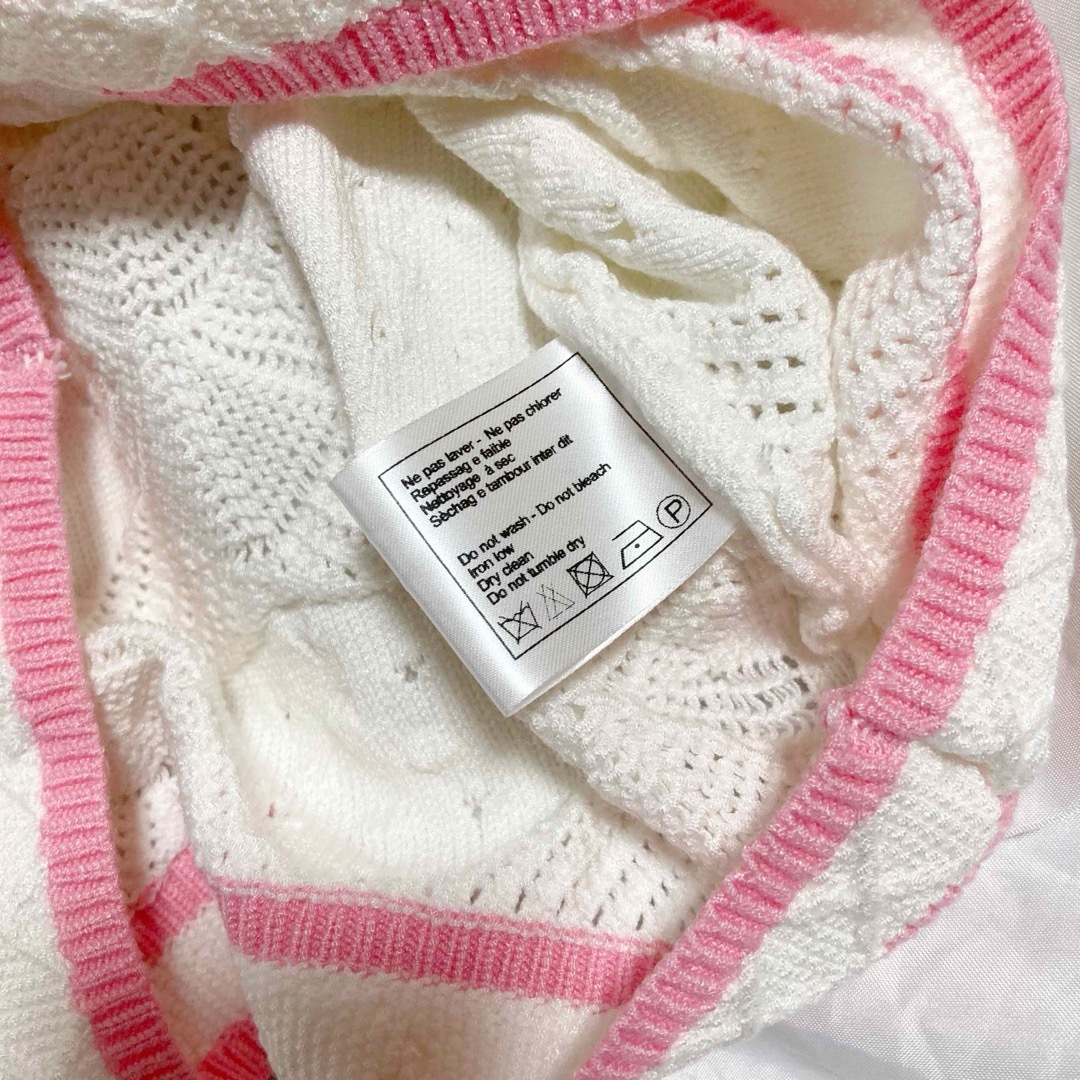 Ne pas laver - Ne pas chlorer
Repassag e faible
Nettoyage à sec
Sèchag e tambour inter dit
Do not wash - Do not bleach
Iron low
Dry clean
Do not tumble dry
P